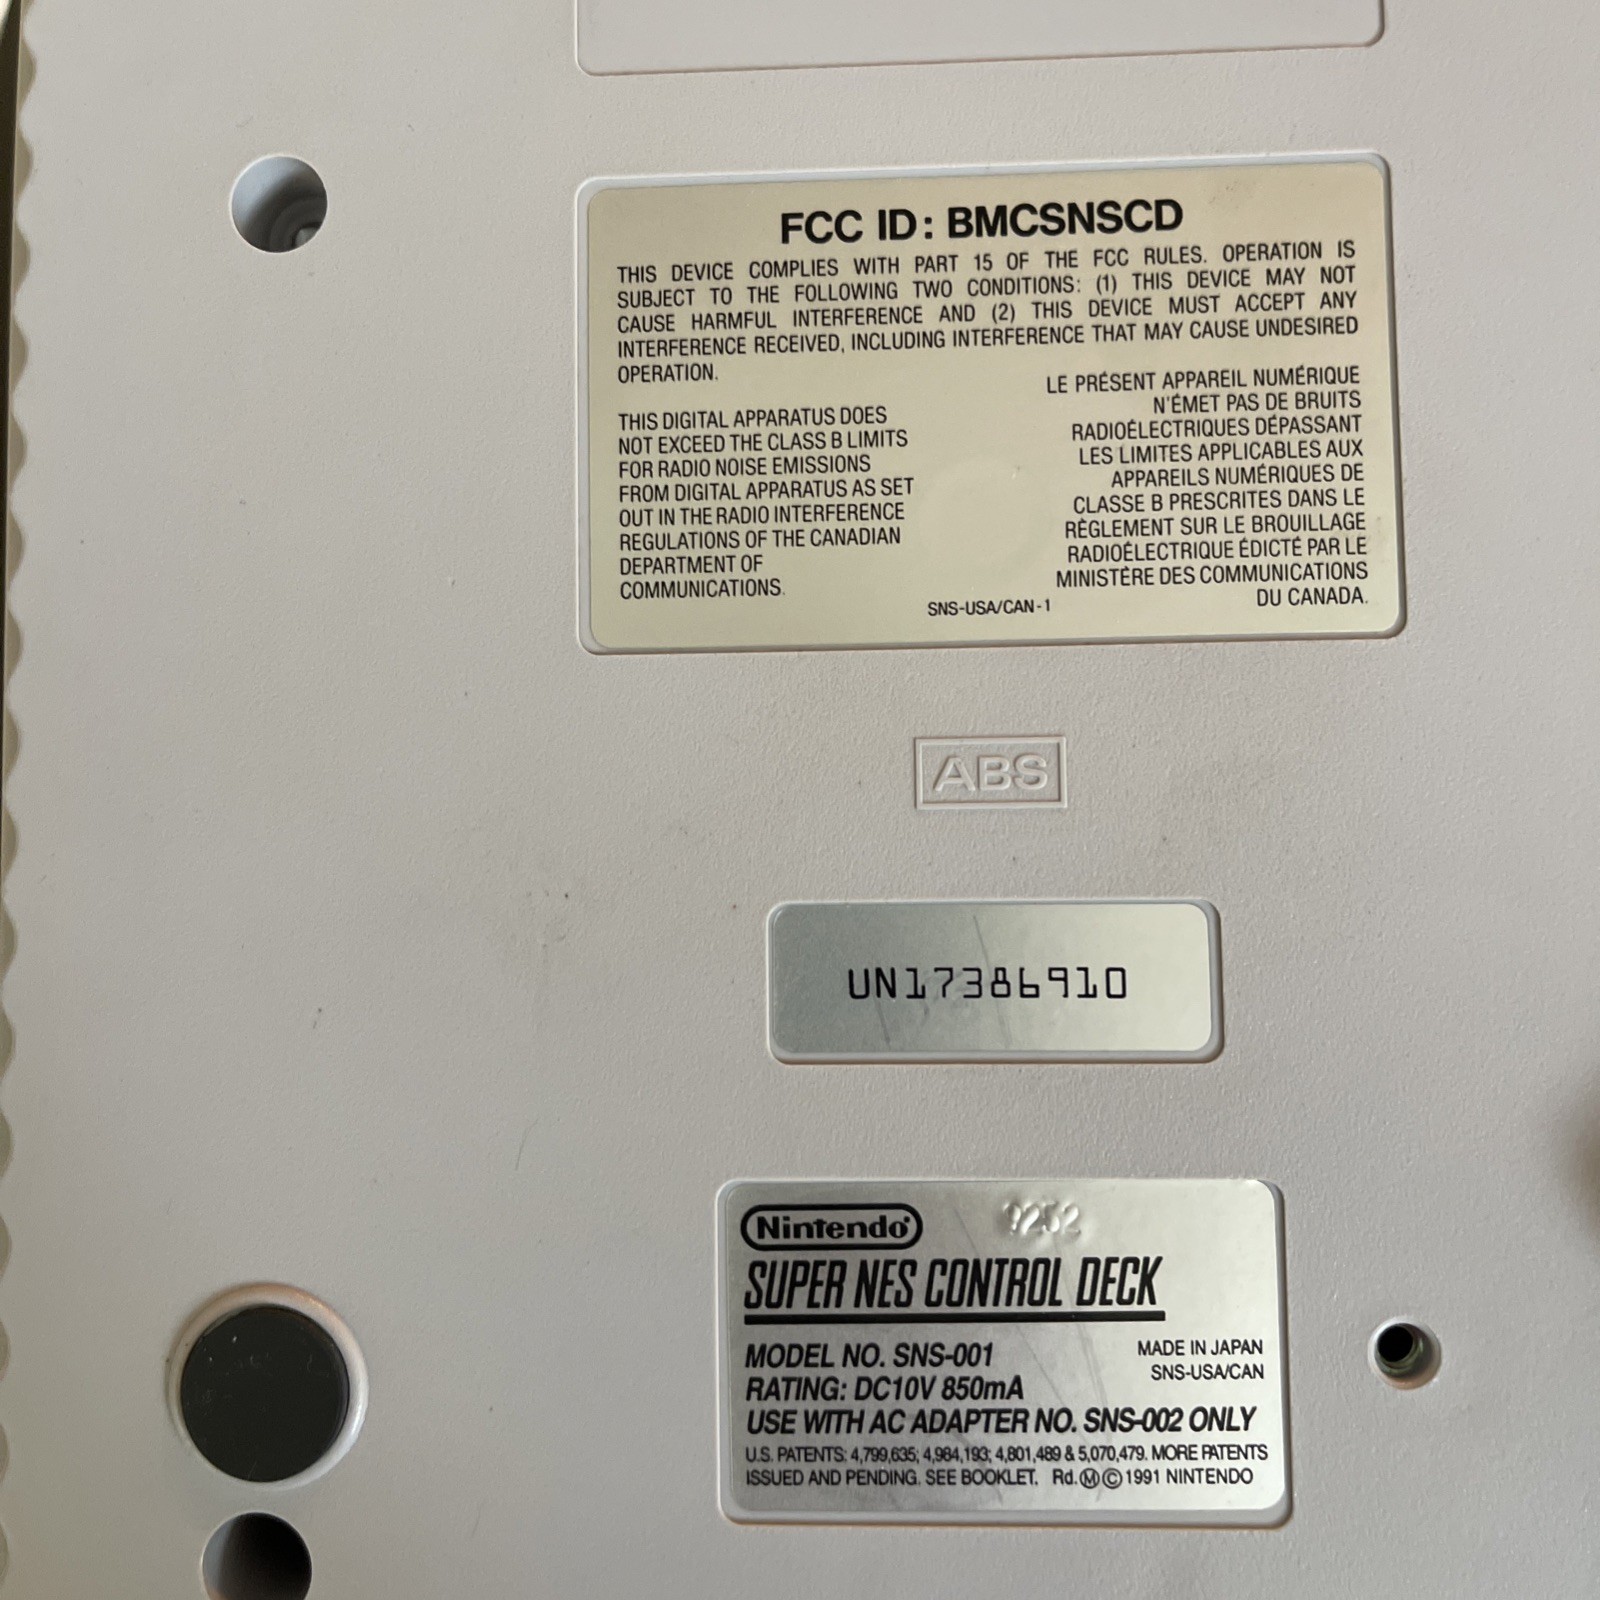 FCC ID: BMCSNSCD
THIS DEVICE COMPLIES WITH PART 15 OF THE FCC RULES. OPERATION IS
SUBJECT TO THE FOLLOWING TWO CONDITIONS: (1) THIS DEVICE MAY NOT
CAUSE HARMFUL INTERFERENCE AND (2) THIS DEVICE MUST ACCEPT ANY
INTERFERENCE RECEIVED, INCLUDING INTERFERENCE THAT MAY CAUSE UNDESIRED
OPERATION.
THIS DIGITAL APPARATUS DOES
NOT EXCEED THE CLASS B LIMITS
FOR RADIO NOISE EMISSIONS
FROM DIGITAL APPARATUS AS SET
OUT IN THE RADIO INTERFERENCE
REGULATIONS OF THE CANADIAN
DEPARTMENT OF
COMMUNICATIONS.
LE PRÉSENT APPAREIL NUMÉRIQUE
N'ÉMET PAS DE BRUITS
RADIOÉLECTRIQUES DÉPASSANT
LES LIMITES APPLICABLES AUX
APPAREILS NUMÉRIQUES DE
CLASSE B PRESCRITES DANS LE
RÈGLEMENT SUR LE BROUILLAGE
RADIOÉLECTRIQUE ÉDICTÉ PAR LE
MINISTÈRE DES COMMUNICATIONS
DU CANADA.
SNS-USA/CAN-1
ABS
UN17386910
Nintendo 9252
SUPER NES CONTROL DECK
MODEL NO. SNS-001
RATING: DC10V 850mA
MADE IN JAPAN
SNS-USA/CAN
USE WITH AC ADAPTER NO. SNS-002 ONLY
U.S. PATENTS: 4,799,635; 4,984,193; 4,801,489 & 5,070,479. MORE PATENTS
ISSUED AND PENDING. SEE BOOKLET. Rd.Ⓜ©1991 NINTENDO